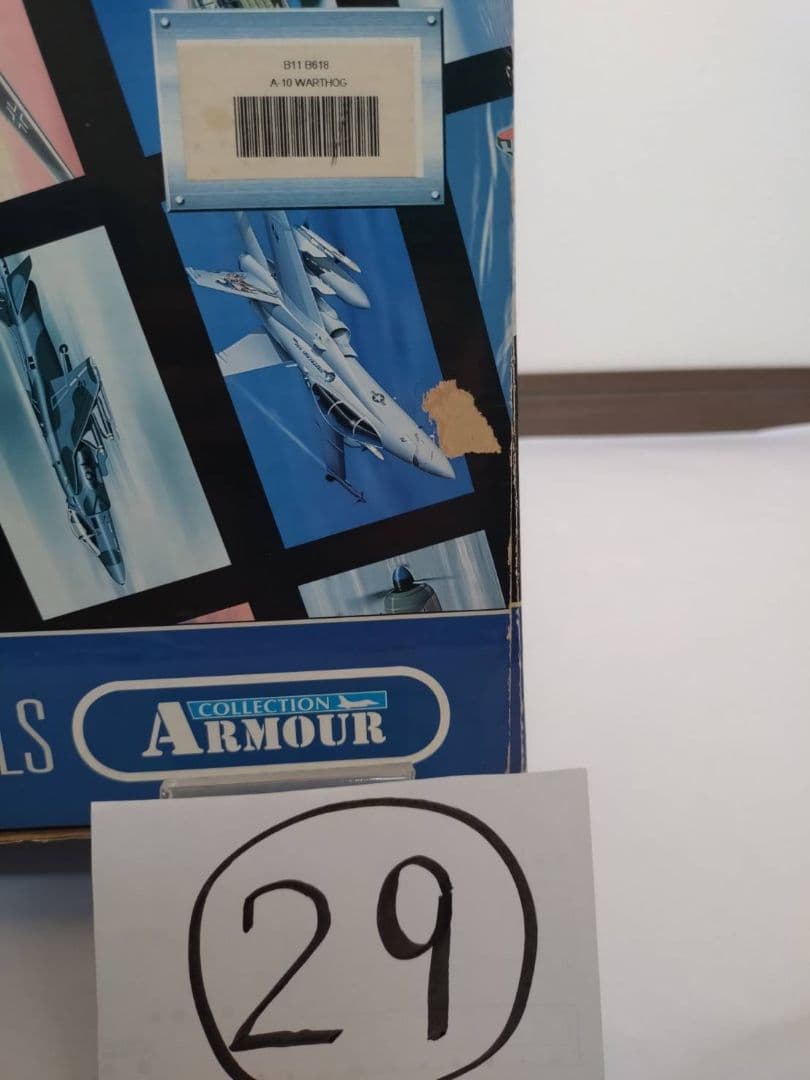 B11 B618
A-10 WARTHOG
LS
COLLECTION
ARMOUR
29